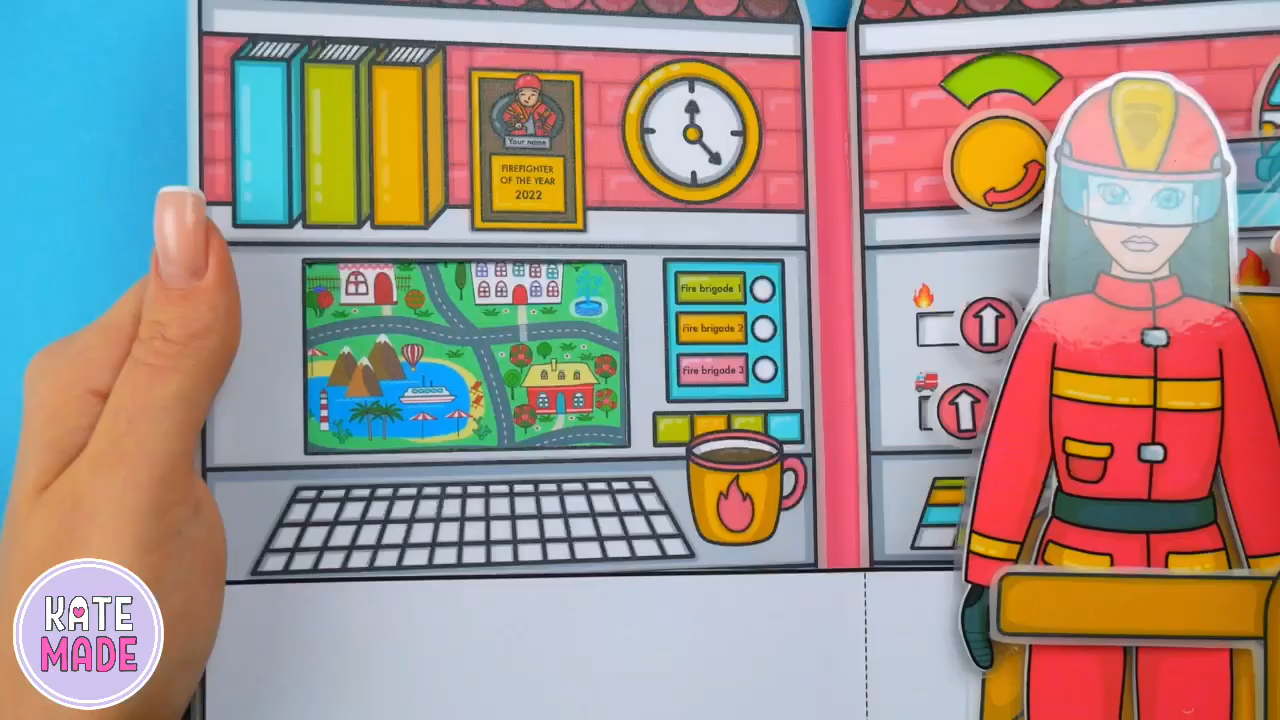 Your name
FIREFIGHTER
OF THE YEAR
2022
Fire brigade 1
Fire brigade 2
Fire brigade 3
KATE
MADE